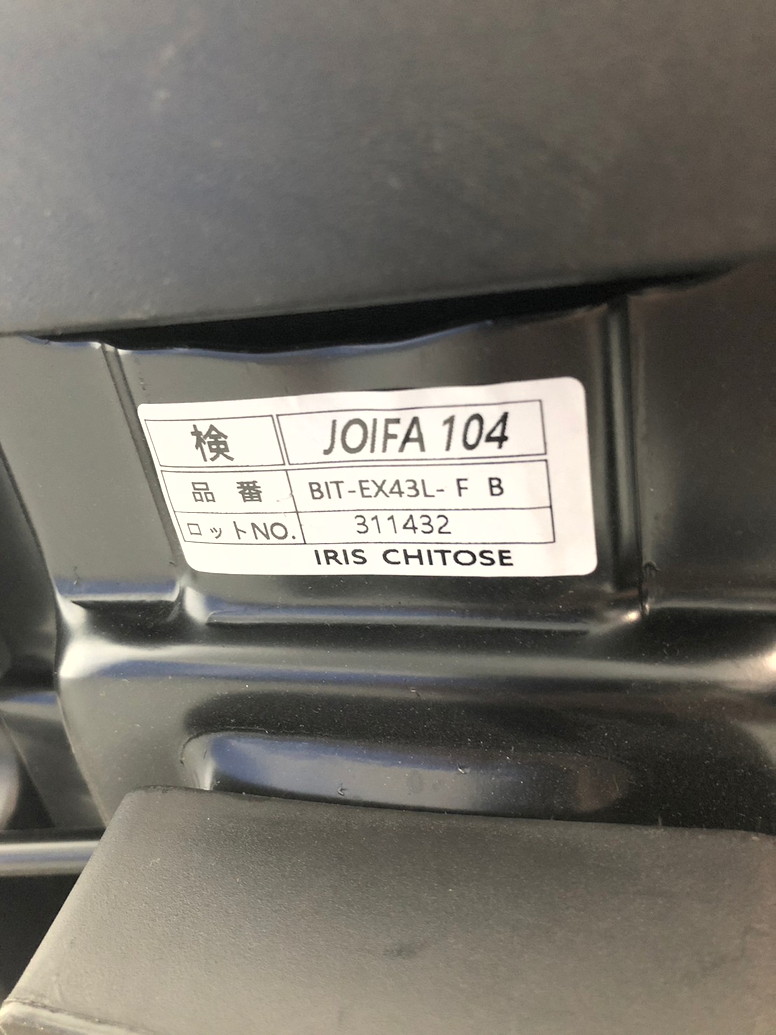 検 JOIFA 104
品番 BIT-EX43L- F B
ロットNO. 311432
IRIS CHITOSE